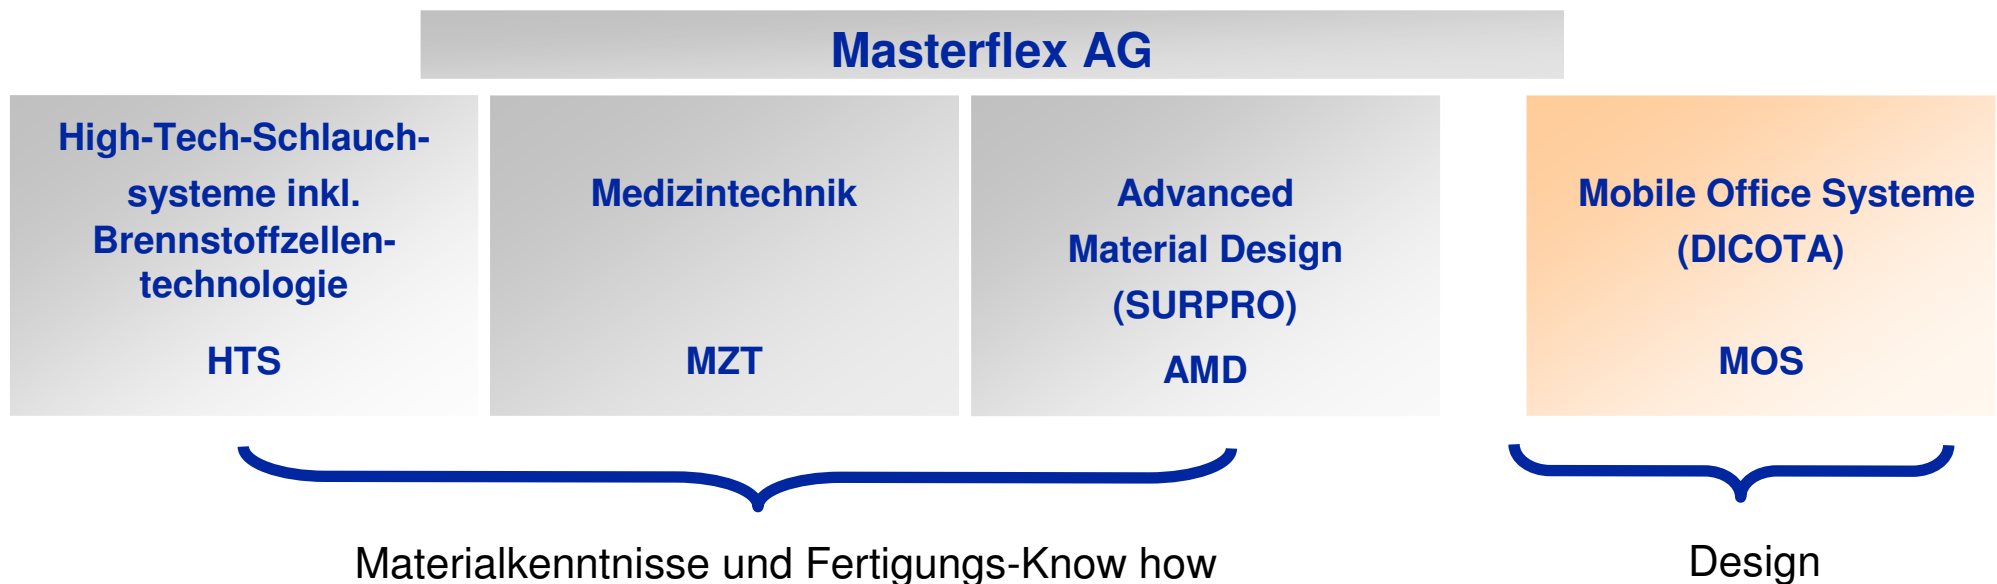 Masterflex AG
High-Tech-Schlauch-
systeme inkl.
Brennstoffzellen-
technologie
HTS
Medizintechnik
MZT
Advanced
Material Design
(SURPRO)
AMD
Mobile Office Systeme
(DICOTA)
MOS
Materialkenntnisse und Fertigungs-Know how
Design